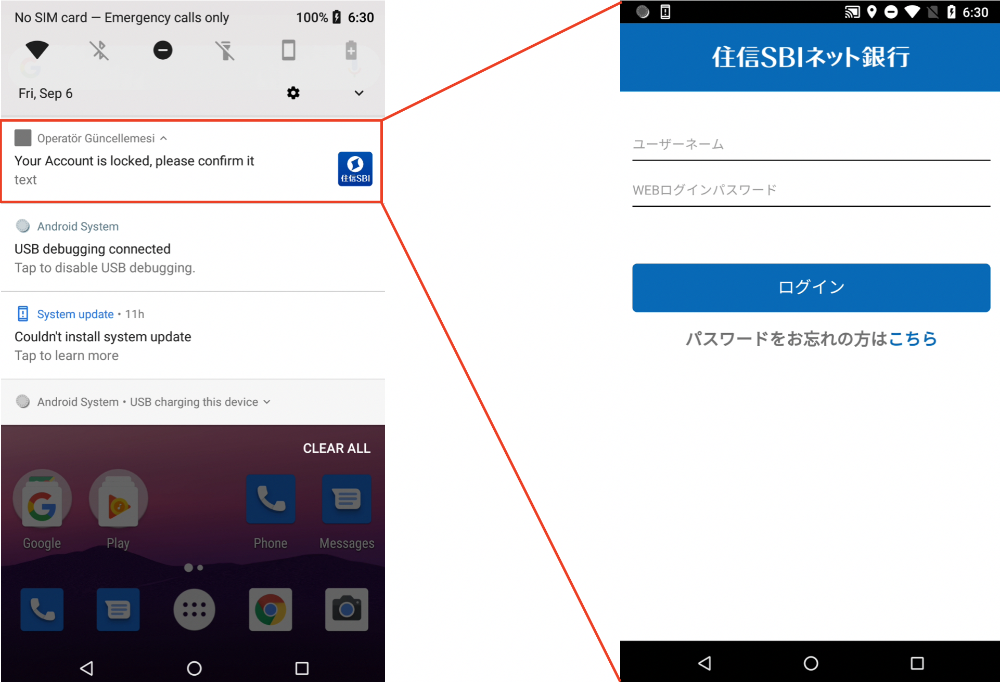 No SIM card — Emergency calls only 100% 6:30
Fri, Sep 6
Operatör Güncellemesi
Your Account is locked, please confirm it
text
住信SBI
Android System
USB debugging connected
Tap to disable USB debugging.
System update • 11h
Couldn't install system update
Tap to learn more
Android System • USB charging this device
CLEAR ALL
Google Play Phone Messages
6:30
住信SBIネット銀行
ユーザーネーム
WEBログインパスワード
ログイン
パスワードをお忘れの方はこちら